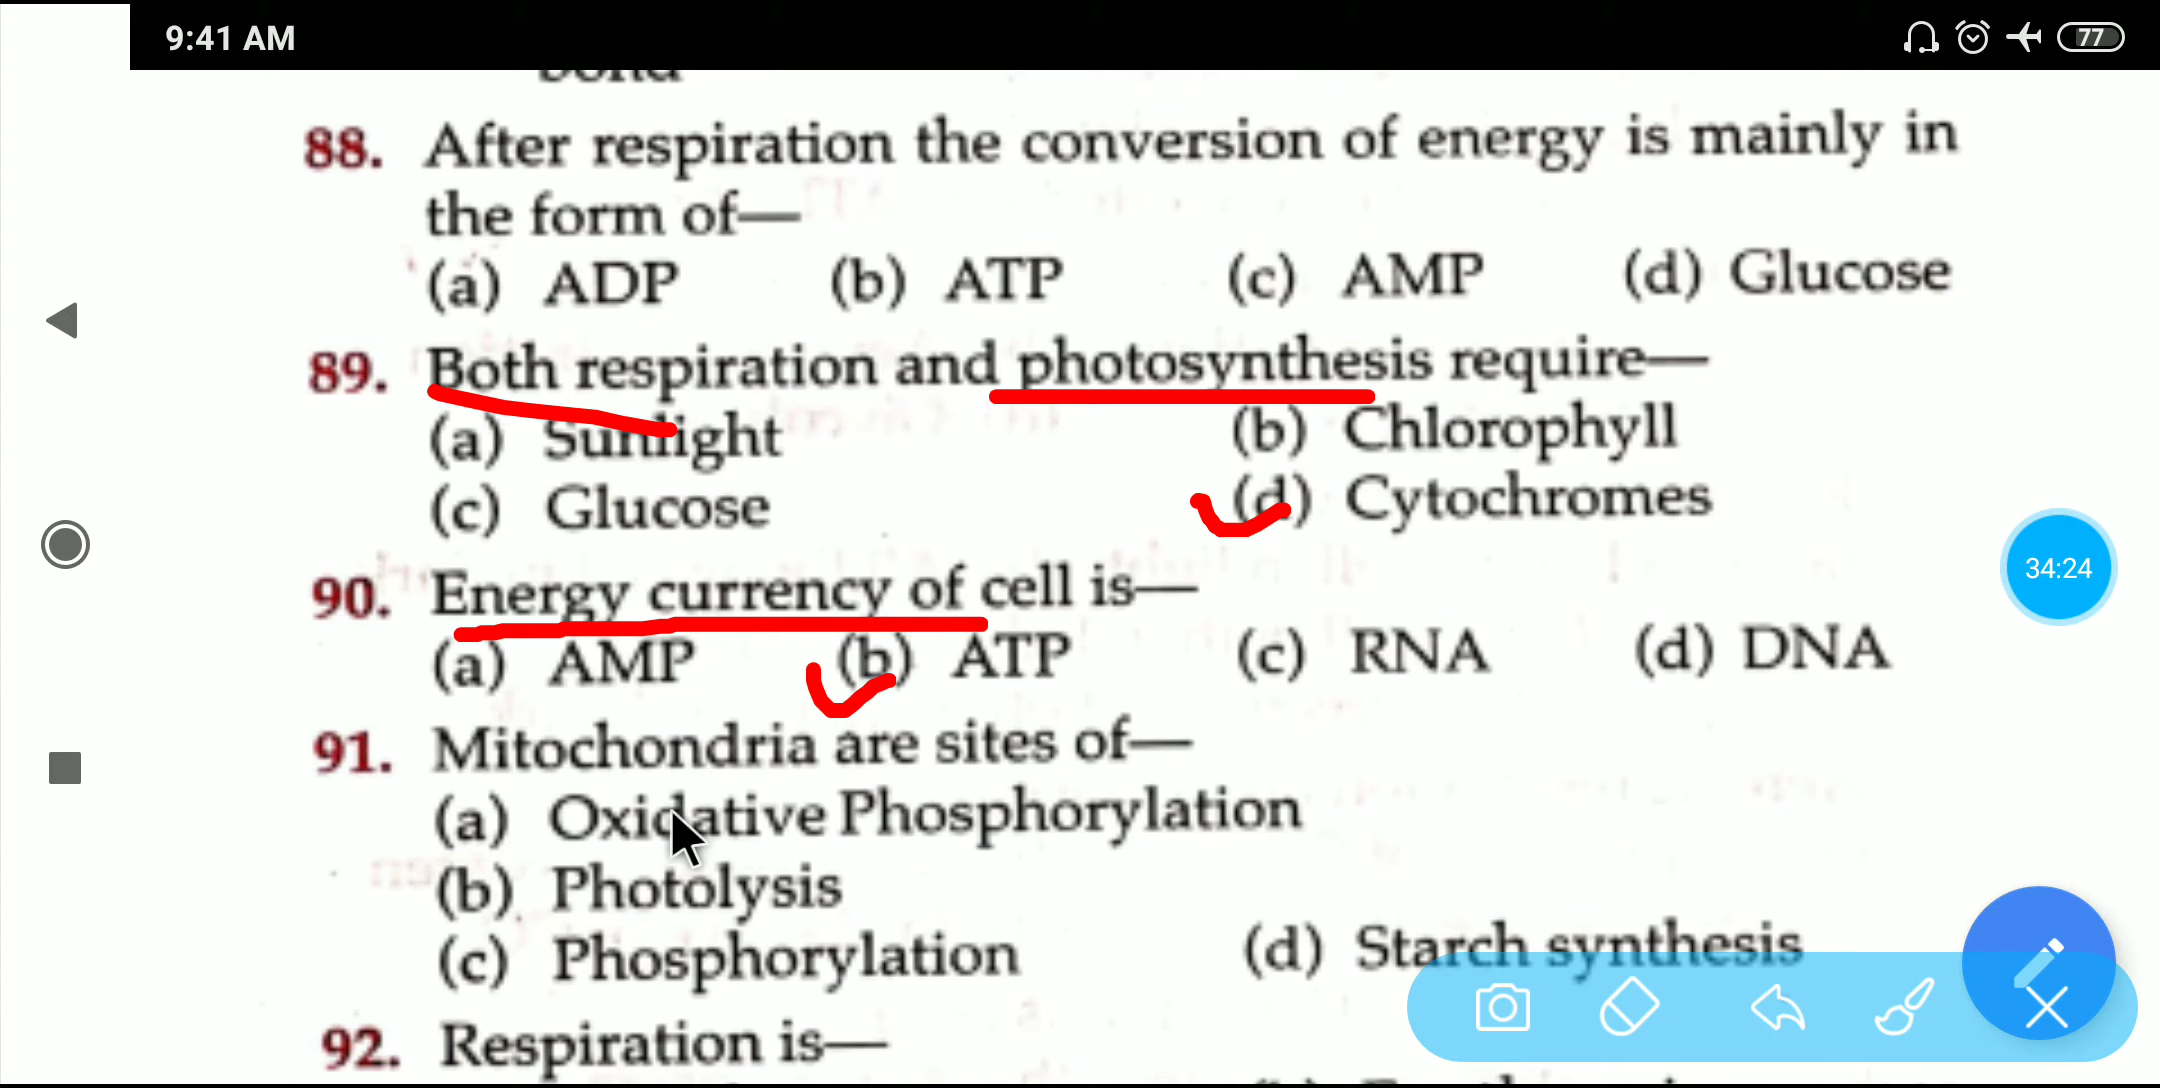 9:41 AM
77
bond
88. After respiration the conversion of energy is mainly in
the form of—
(a) ADP (b) ATP (c) AMP (d) Glucose
89. Both respiration and photosynthesis require—
(a) Sunlight (b) Chlorophyll
(c) Glucose (d) Cytochromes
90. Energy currency of cell is—
(a) AMP (b) ATP (c) RNA (d) DNA
34:24
91. Mitochondria are sites of—
(a) Oxidative Phosphorylation
(b) Photolysis
(c) Phosphorylation (d) Starch synthesis
92. Respiration is—